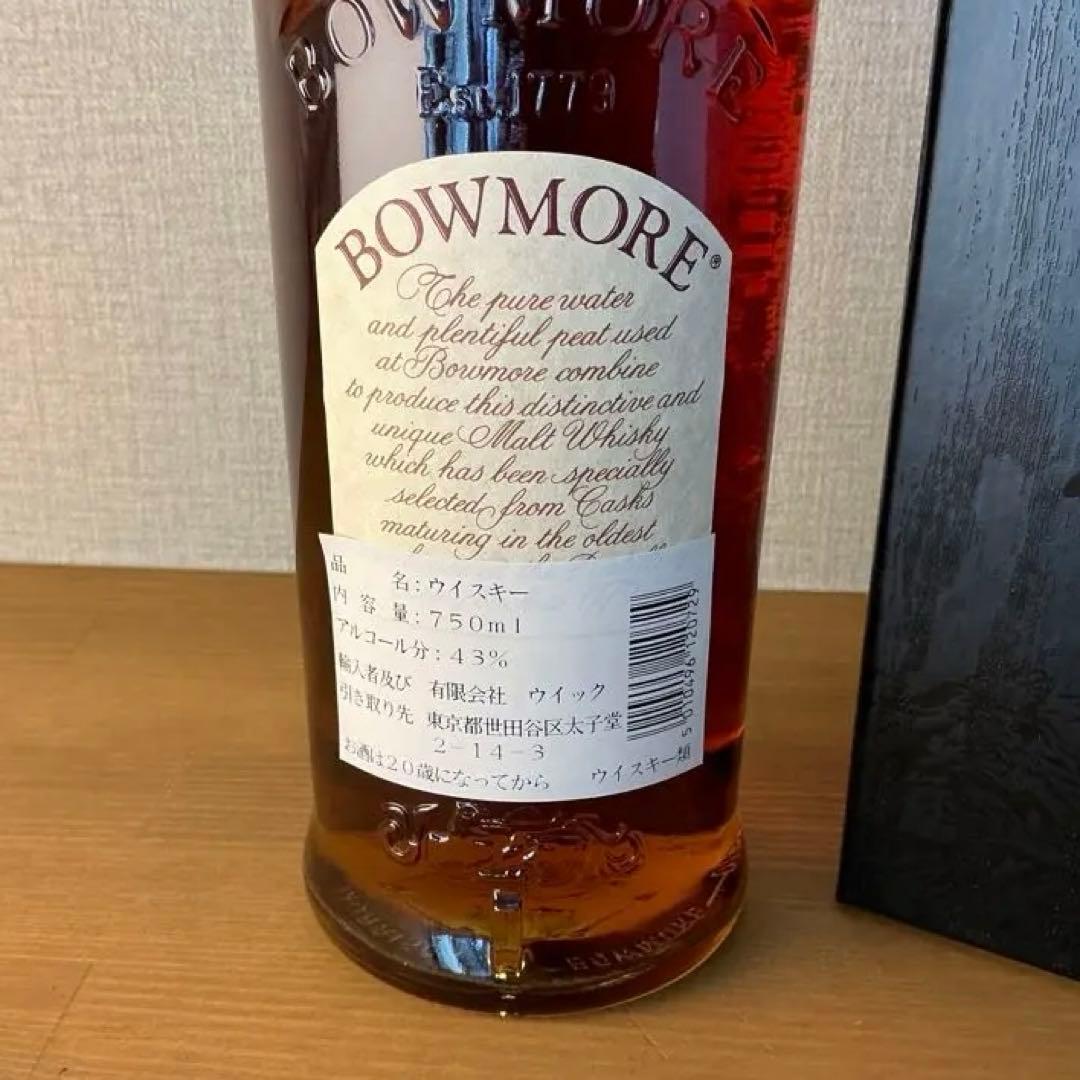 BOWMORE
Est. 1779
BOWMORE®
The pure water
and plentiful peat used
at Bowmore combine
to produce this distinctive and
unique Malt Whisky
which has been specially
selected from Casks
maturing in the oldest
品名:ウイスキー
内容量:750ml
アルコール分:43%
輸入者及び 有限会社 ウイック
引き取り先 東京都世田谷区太子堂
2-14-3
お酒は20歳になってから ウイスキー類
5 010496 120729
BOWMORE